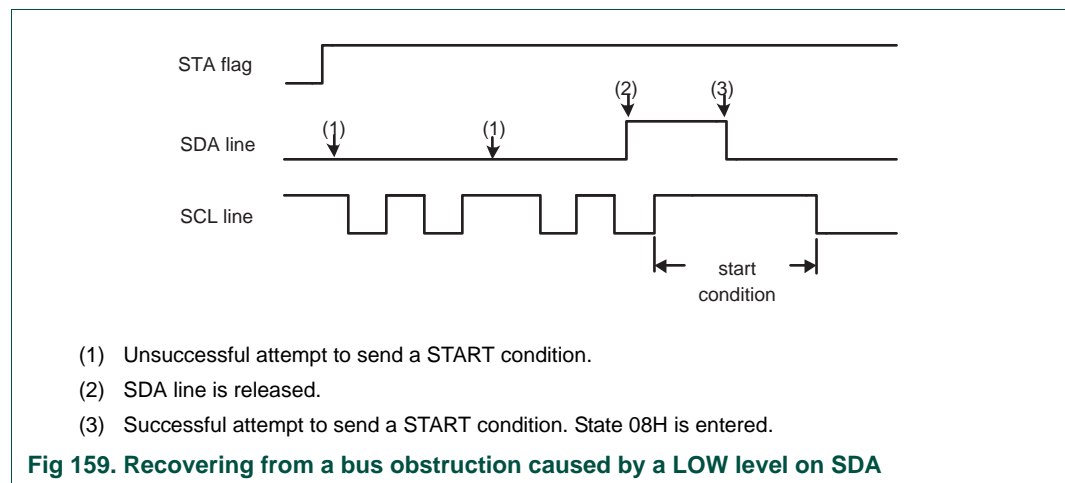 STA flag
(2) (3)
(1) (1)
SDA line
SCL line
start
condition
(1) Unsuccessful attempt to send a START condition.
(2) SDA line is released.
(3) Successful attempt to send a START condition. State 08H is entered.
Fig 159. Recovering from a bus obstruction caused by a LOW level on SDA